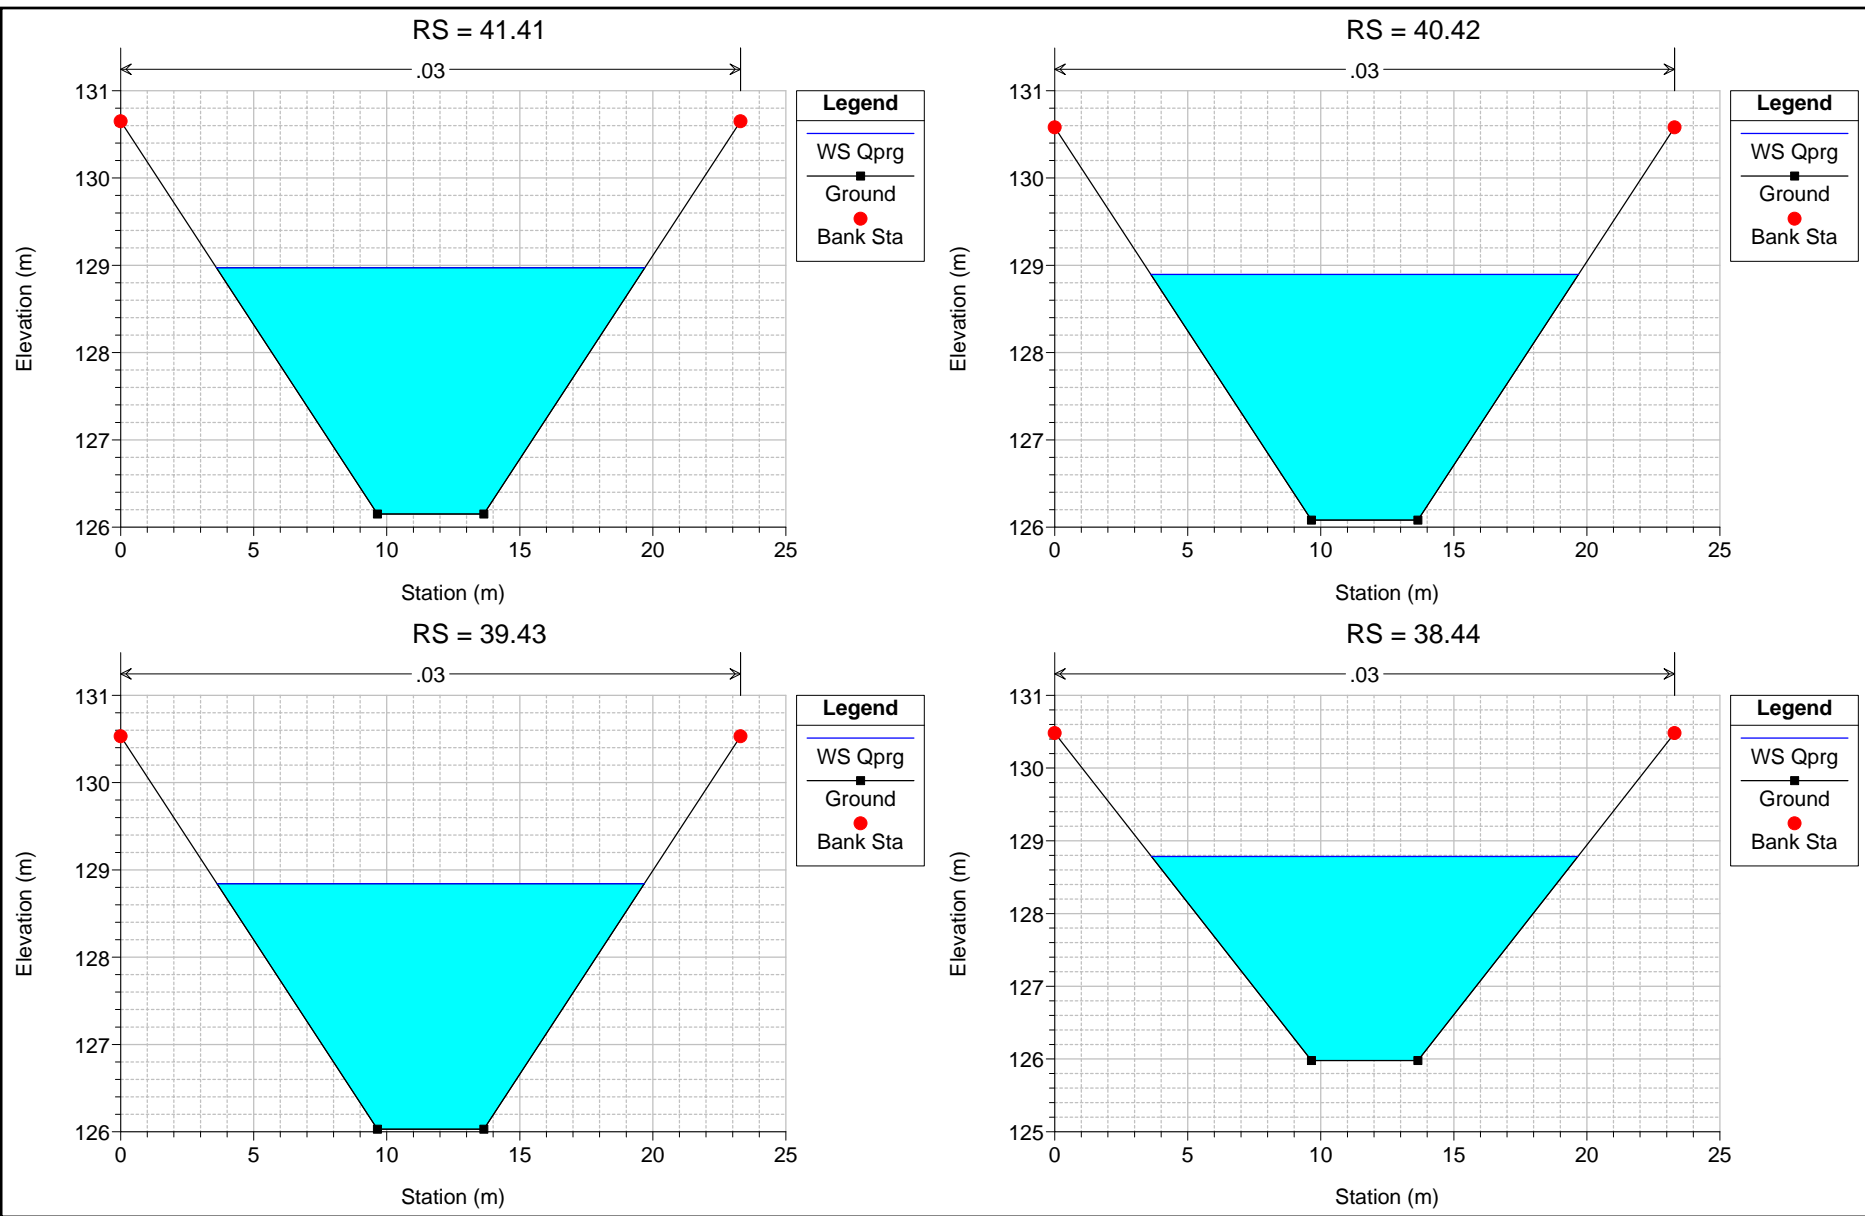 RS = 41.41
.03
131
130
129
128
127
126
0 5 10 15 20 25
Elevation (m)
Station (m)
Legend
WS Qprg
Ground
Bank Sta
RS = 40.42
.03
131
130
129
128
127
126
0 5 10 15 20 25
Elevation (m)
Station (m)
Legend
WS Qprg
Ground
Bank Sta
RS = 39.43
.03
131
130
129
128
127
126
0 5 10 15 20 25
Elevation (m)
Station (m)
Legend
WS Qprg
Ground
Bank Sta
RS = 38.44
.03
131
130
129
128
127
126
125
0 5 10 15 20 25
Elevation (m)
Station (m)
Legend
WS Qprg
Ground
Bank Sta